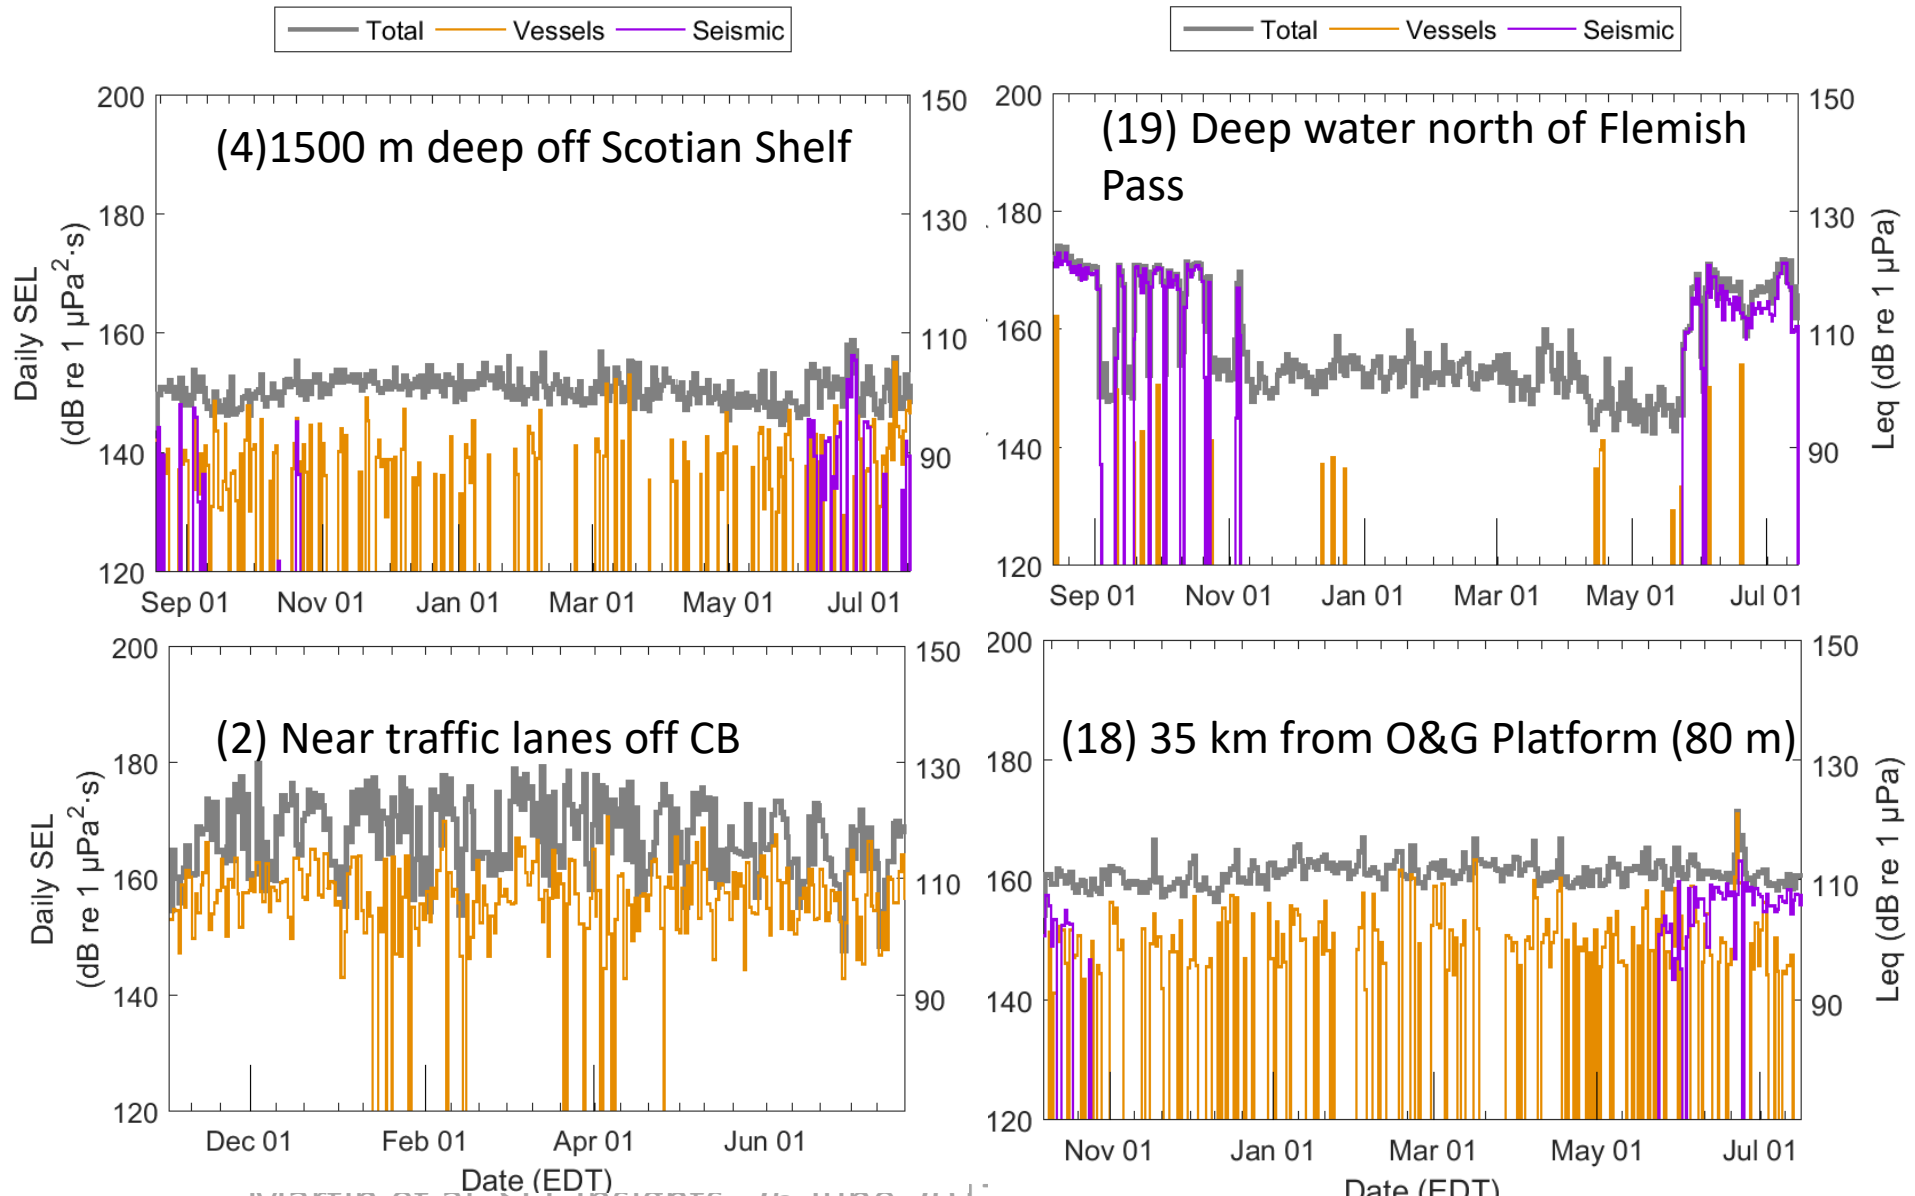 Total Vessels Seismic
Total Vessels Seismic
(4)1500 m deep off Scotian Shelf
200
180
160
140
120
150
130
110
90
Daily SEL
(dB re 1 µPa²·s)
Sep 01 Nov 01 Jan 01 Mar 01 May 01 Jul 01
(19) Deep water north of Flemish
Pass
200
180
160
140
120
150
130
110
90
Leq (dB re 1 µPa)
Sep 01 Nov 01 Jan 01 Mar 01 May 01 Jul 01
(2) Near traffic lanes off CB
200
180
160
140
120
150
130
110
90
Daily SEL
(dB re 1 µPa²·s)
Dec 01 Feb 01 Apr 01 Jun 01
Date (EDT)
(18) 35 km from O&G Platform (80 m)
200
180
160
140
120
150
130
110
90
Leq (dB re 1 µPa)
Nov 01 Jan 01 Mar 01 May 01 Jul 01
Date (EDT)